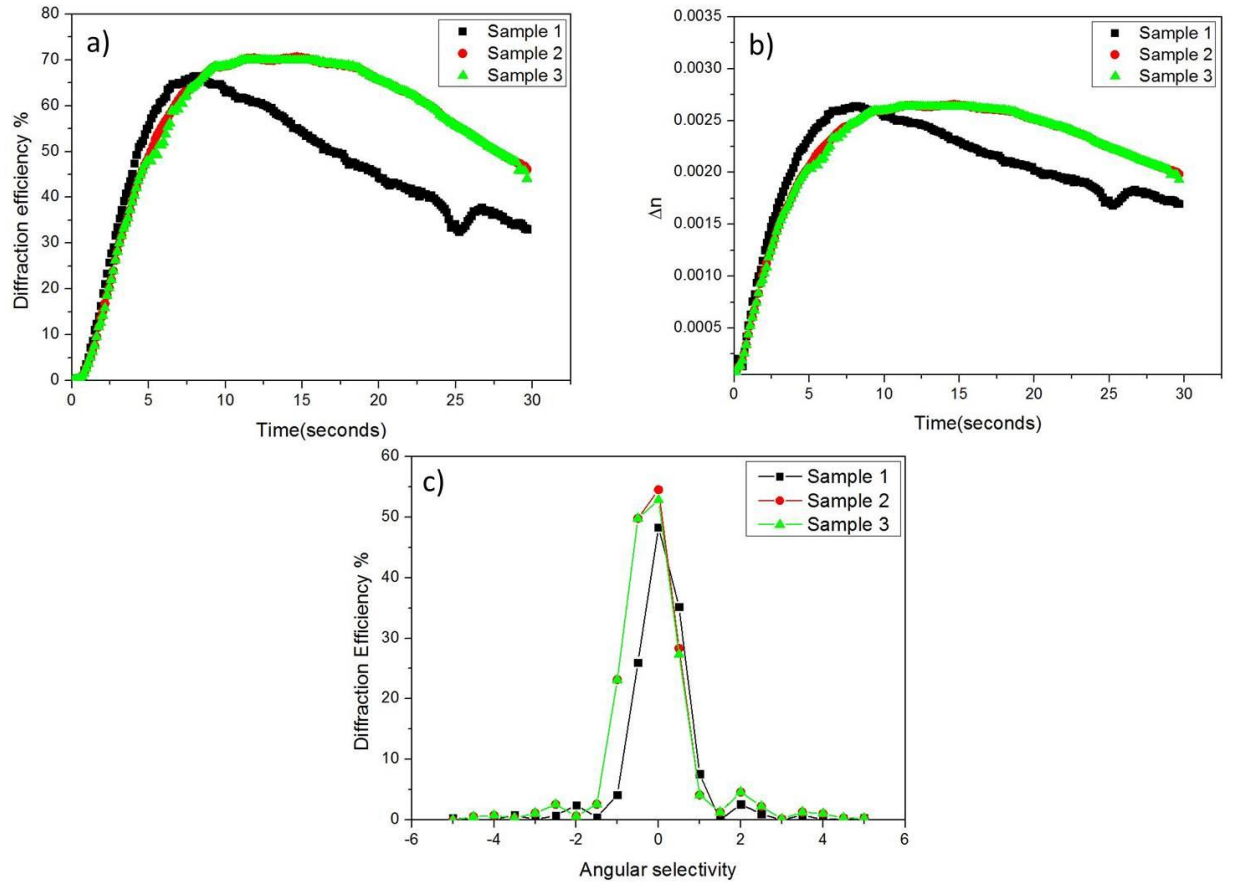 a)
Sample 1
Sample 2
Sample 3
80
70
60
50
40
30
20
10
0
0 5 10 15 20 25 30
Diffraction efficiency %
Time(seconds)
b)
Sample 1
Sample 2
Sample 3
0.0035
0.0030
0.0025
0.0020
0.0015
0.0010
0.0005
0 5 10 15 20 25 30
Δn
Time(seconds)
c)
Sample 1
Sample 2
Sample 3
60
50
40
30
20
10
0
-6 -4 -2 0 2 4 6
Diffraction Efficiency %
Angular selectivity